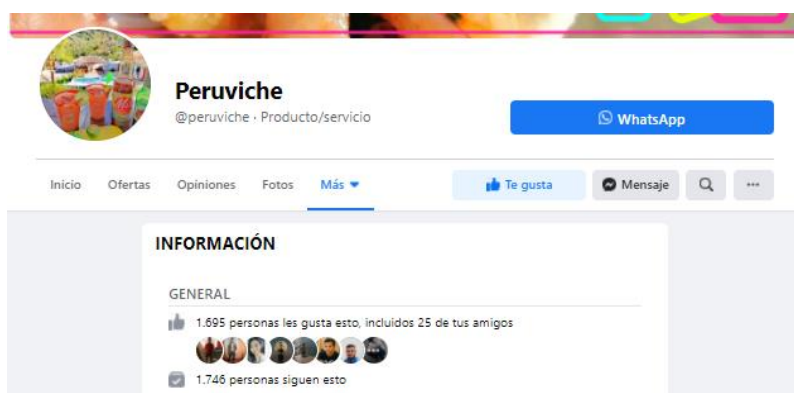 Peruviche
@peruviche · Producto/servicio
WhatsApp
Inicio Ofertas Opiniones Fotos Más Te gusta Mensaje
INFORMACIÓN
GENERAL
1.695 personas les gusta esto, incluidos 25 de tus amigos
1.746 personas siguen esto